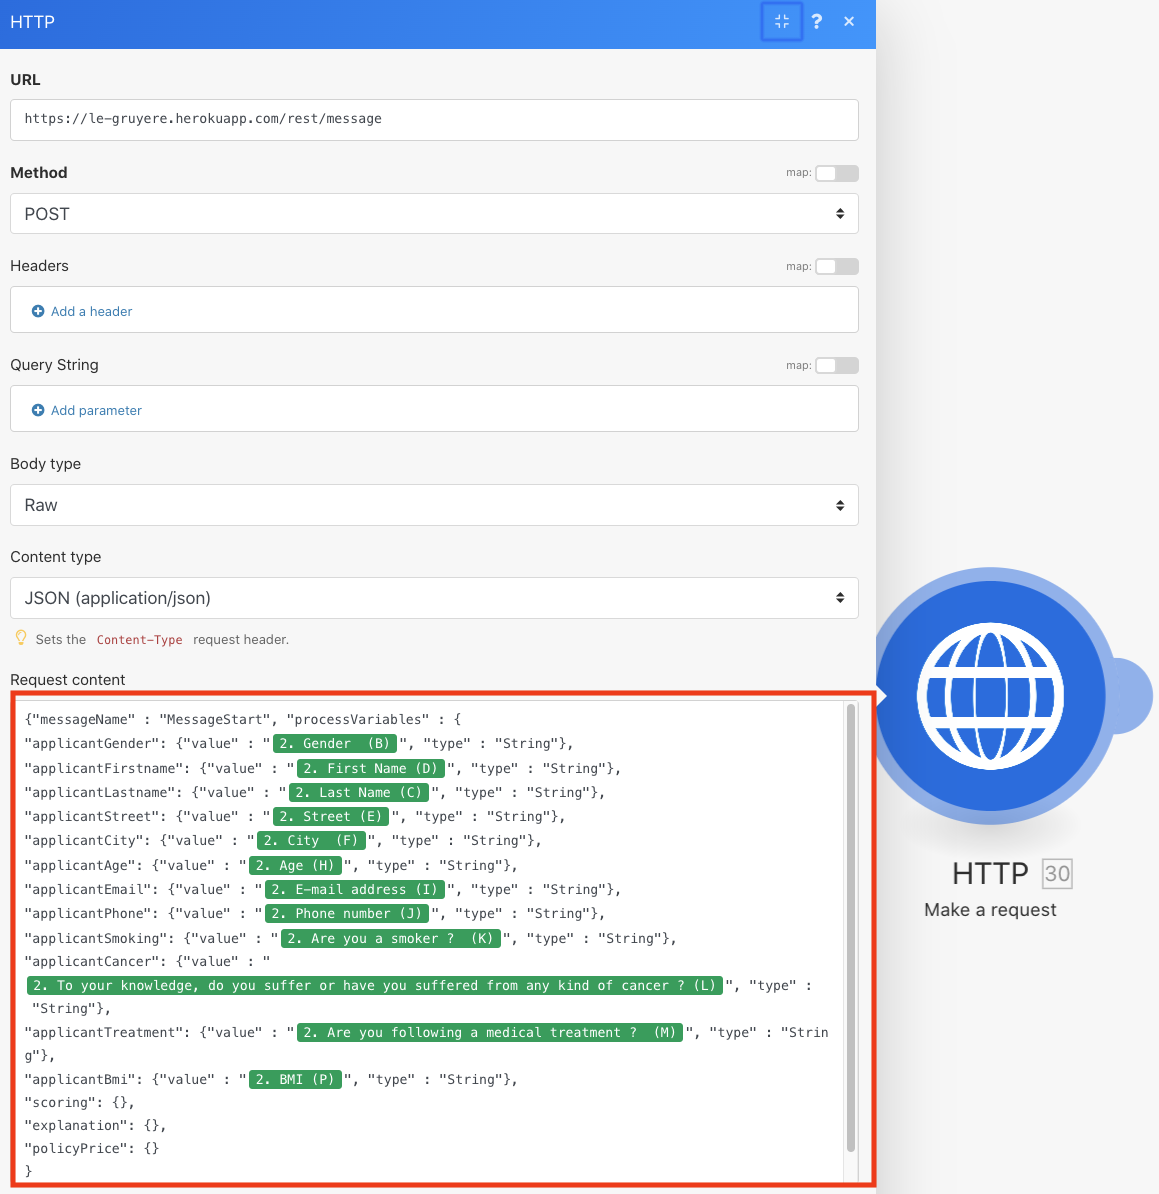 HTTP
?
URL
https://le-gruyere.herokuapp.com/rest/message
Method
map:
POST
Headers
map:
Add a header
Query String
map:
Add parameter
Body type
Raw
Content type
JSON (application/json)
Sets the Content-Type request header.
Request content
{"messageName" : "MessageStart", "processVariables" : {
"applicantGender": {"value" : "2. Gender (B)", "type" : "String"},
"applicantFirstname": {"value" : "2. First Name (D)", "type" : "String"},
"applicantLastname": {"value" : "2. Last Name (C)", "type" : "String"},
"applicantStreet": {"value" : "2. Street (E)", "type" : "String"},
"applicantCity": {"value" : "2. City (F)", "type" : "String"},
"applicantAge": {"value" : "2. Age (H)", "type" : "String"},
"applicantEmail": {"value" : "2. E-mail address (I)", "type" : "String"},
"applicantPhone": {"value" : "2. Phone number (J)", "type" : "String"},
"applicantSmoking": {"value" : "2. Are you a smoker ? (K)", "type" : "String"},
"applicantCancer": {"value" : "
2. To your knowledge, do you suffer or have you suffered from any kind of cancer ? (L)", "type" :
"String"},
"applicantTreatment": {"value" : "2. Are you following a medical treatment ? (M)", "type" : "Strin
g"},
"applicantBmi": {"value" : "2. BMI (P)", "type" : "String"},
"scoring": {},
"explanation": {},
"policyPrice": {}
}
HTTP 30
Make a request